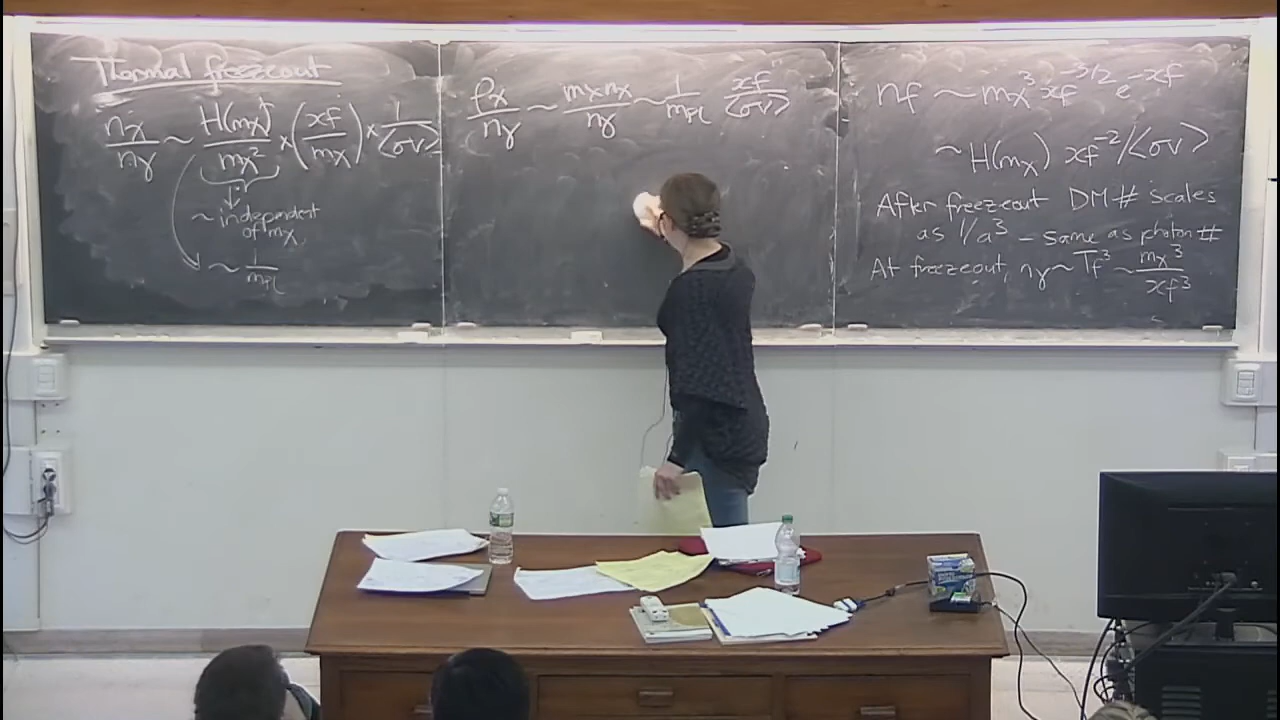 Thermal freezeout
nχ/nγ ~ H(mχ)/mχ² × (xf/mχ) × 1/⟨σv⟩
~ independent
of mχ
~ 1/mPL
ρχ/nγ ~ mχnχ/nγ ~ 1/mPL xf/⟨σv⟩
nf ~ mχ³ xf^-3/2 e^-xf
~ H(mχ) xf^-2/⟨σv⟩
After freezeout DM # scales
as 1/a³ - same as photon #
At freezeout, nγ ~ Tf³ ~ mχ³/xf³